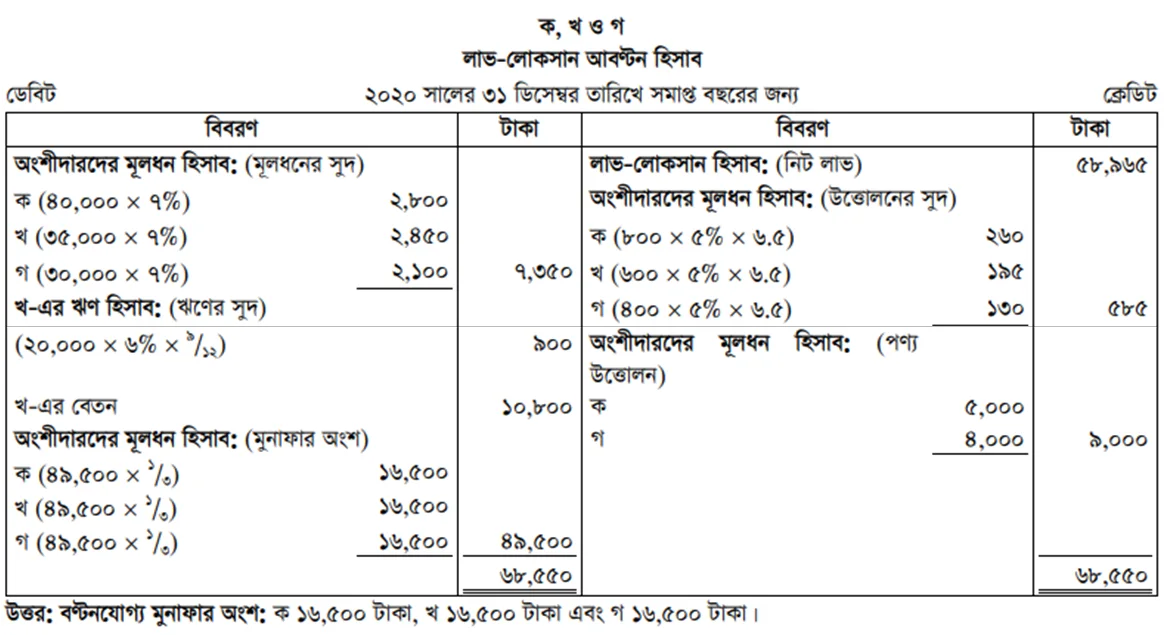 ক, খ ও গ
লাভ-লোকসান আবণ্টন হিসাব
ডেবিট ২০২০ সালের ৩১ ডিসেম্বর তারিখে সমাপ্ত বছরের জন্য ক্রেডিট
বিবরণ টাকা বিবরণ টাকা
অংশীদারদের মূলধন হিসাব: (মূলধনের সুদ) লাভ-লোকসান হিসাব: (নিট লাভ) ৫৮,৯৬৫
ক (৪০,০০০ × ৭%) ২,৮০০ অংশীদারদের মূলধন হিসাব: (উত্তোলনের সুদ)
খ (৩৫,০০০ × ৭%) ২,৪৫০ ক (৮০০ × ৫% × ৬.৫) ২৬০
গ (৩০,০০০ × ৭%) ২,১০০ ৭,৩৫০ খ (৬০০ × ৫% × ৬.৫) ১৯৫
খ-এর ঋণ হিসাব: (ঋণের সুদ) গ (৪০০ × ৫% × ৬.৫) ১৩০ ৫৮৫
(২০,০০০ × ৬% × ৯/১২) ৯০০ অংশীদারদের মূলধন হিসাব: (পণ্য
উত্তোলন)
খ-এর বেতন ১০,৮০০ ক ৫,০০০
অংশীদারদের মূলধন হিসাব: (মুনাফার অংশ) গ ৪,০০০ ৯,০০০
ক (৪৯,৫০০ × ১/৩) ১৬,৫০০
খ (৪৯,৫০০ × ১/৩) ১৬,৫০০
গ (৪৯,৫০০ × ১/৩) ১৬,৫০০ ৪৯,৫০০
৬৮,৫৫০ ৬৮,৫৫০
উত্তর: বণ্টনযোগ্য মুনাফার অংশ: ক ১৬,৫০০ টাকা, খ ১৬,৫০০ টাকা এবং গ ১৬,৫০০ টাকা।